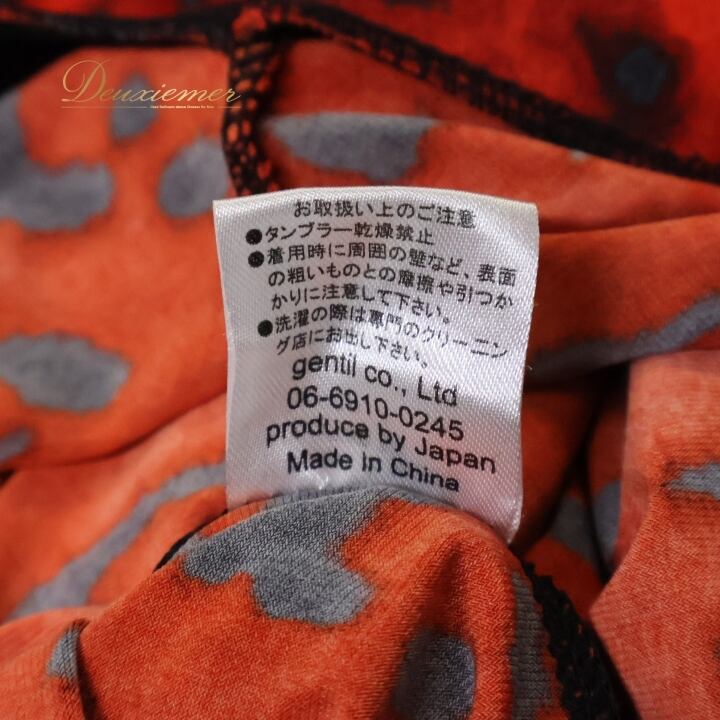 Deuxiemer
お取扱い上のご注意
●タンブラー乾燥禁止
●着用時に周囲の壁など、表面
の粗いものとの摩擦や引つか
かりに注意して下さい。
●洗濯の際は専門のクリーニン
グ店にお出し下さい。
gentil co., Ltd
06-6910-0245
produce by Japan
Made in China